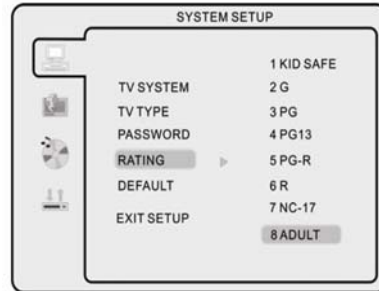 SYSTEM SETUP
TV SYSTEM
TV TYPE
PASSWORD
RATING
DEFAULT
EXIT SETUP
1 KID SAFE
2 G
3 PG
4 PG13
5 PG-R
6 R
7 NC-17
8 ADULT